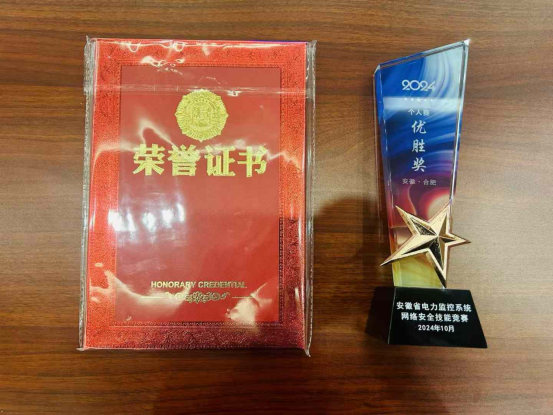 荣誉证书
HONORARY CREDENTIAL
2024
个人赛
优胜奖
安徽·合肥
安徽省电力监控系统
网络安全技能竞赛
2024年10月